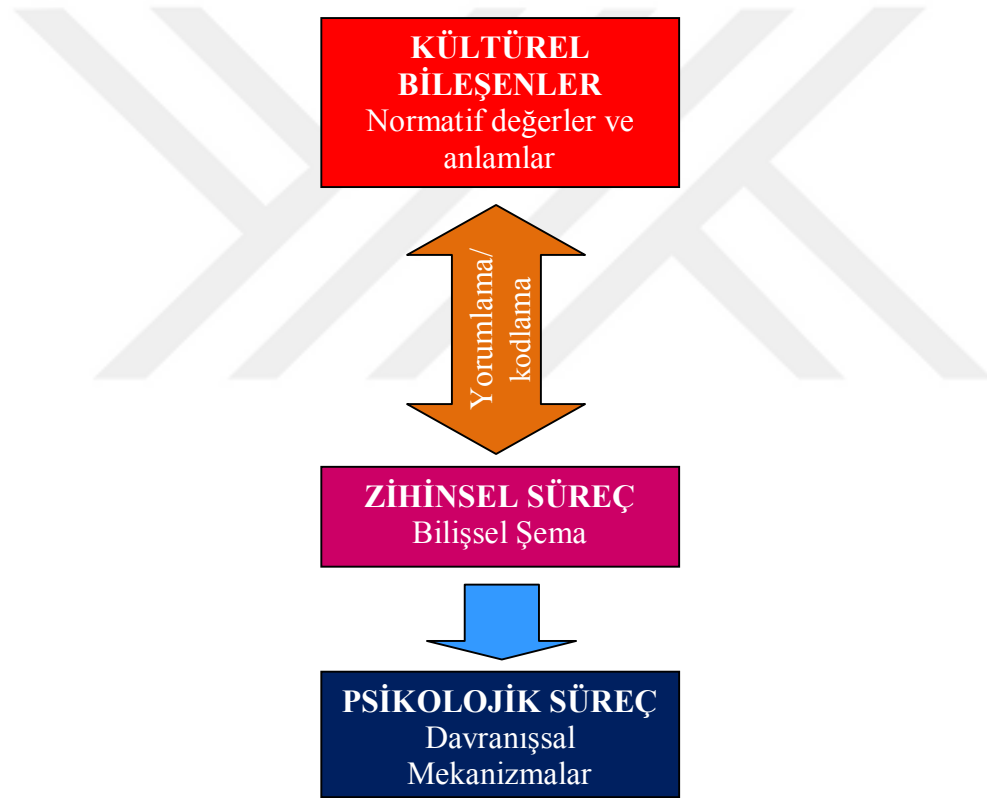 KÜLTÜREL
BİLEŞENLER
Normatif değerler ve
anlamlar
Yorumlama/
kodlama
ZİHİNSEL SÜREÇ
Bilişsel Şema
PSİKOLOJİK SÜREÇ
Davranışsal
Mekanizmalar